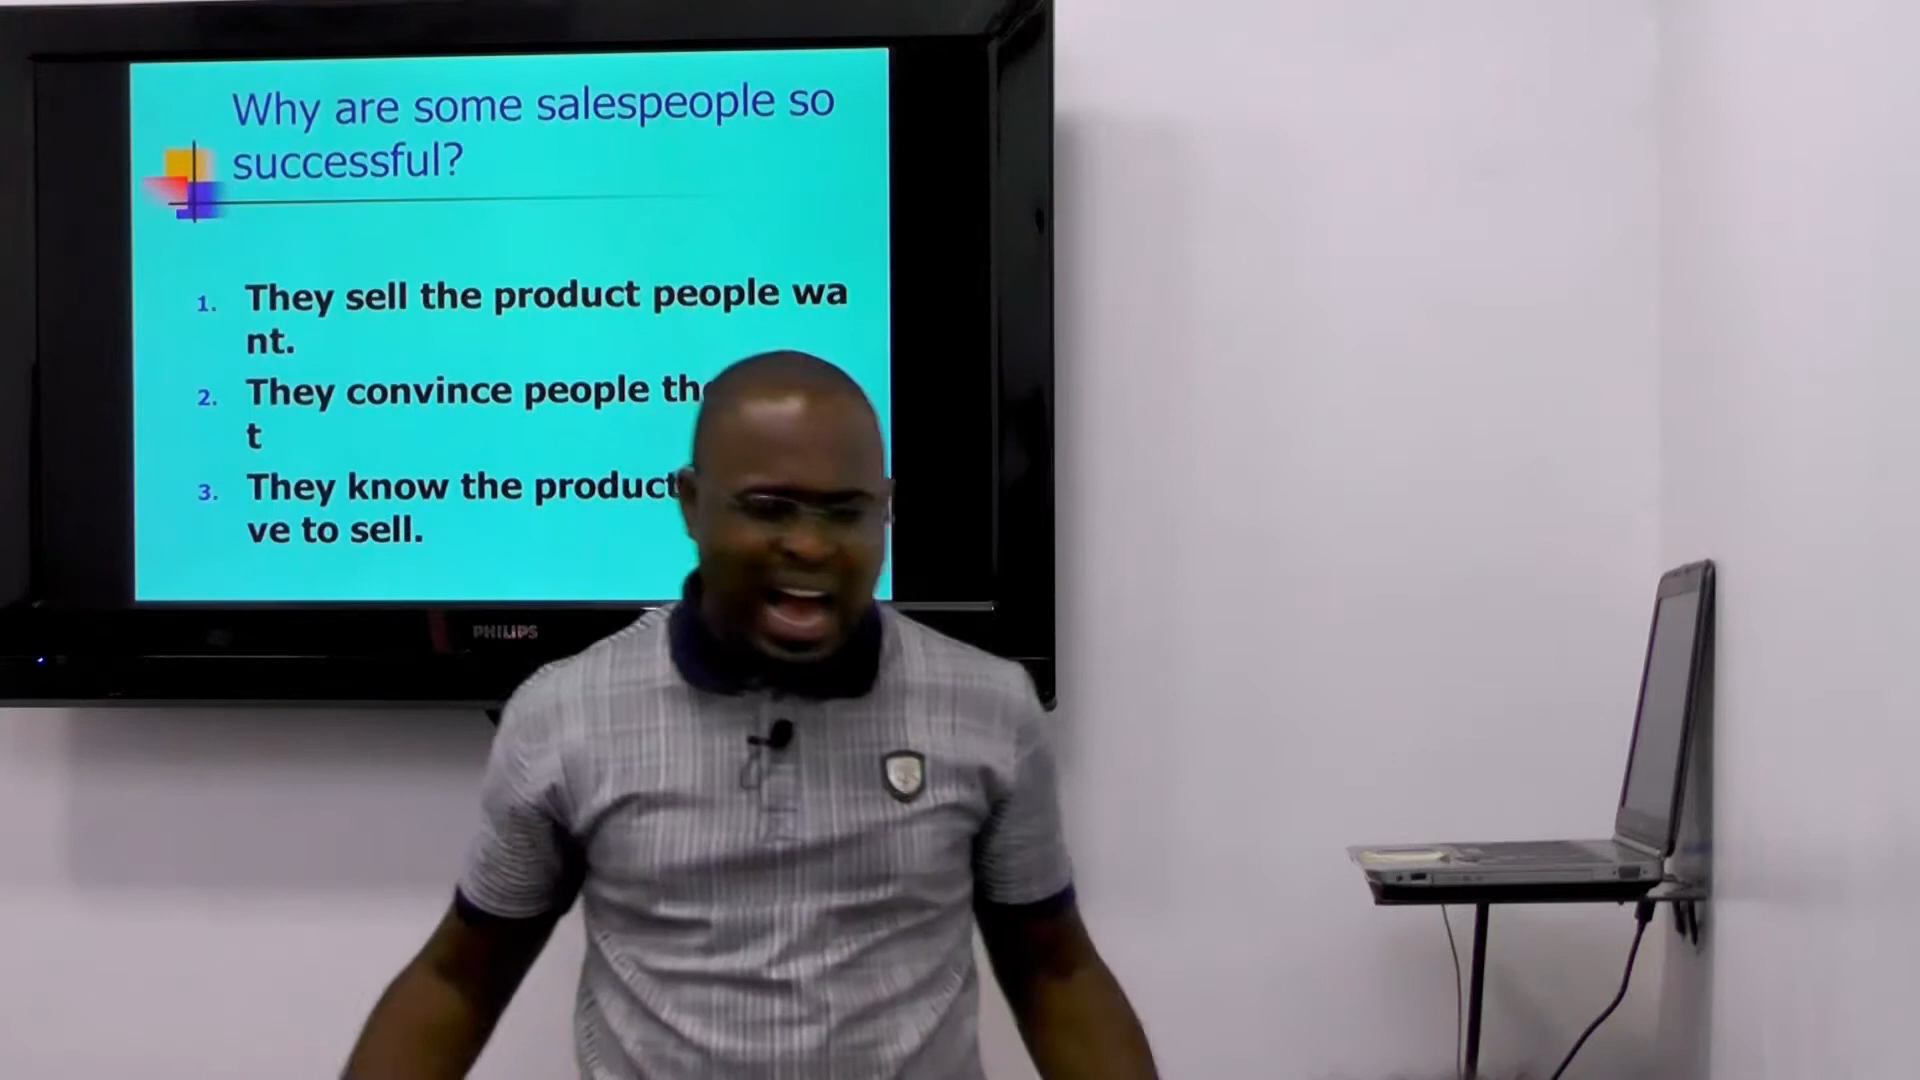 Why are some salespeople so
successful?
1. They sell the product people wa
nt.
2. They convince people
t
3. They know the product
ve to sell.
PHILIPS